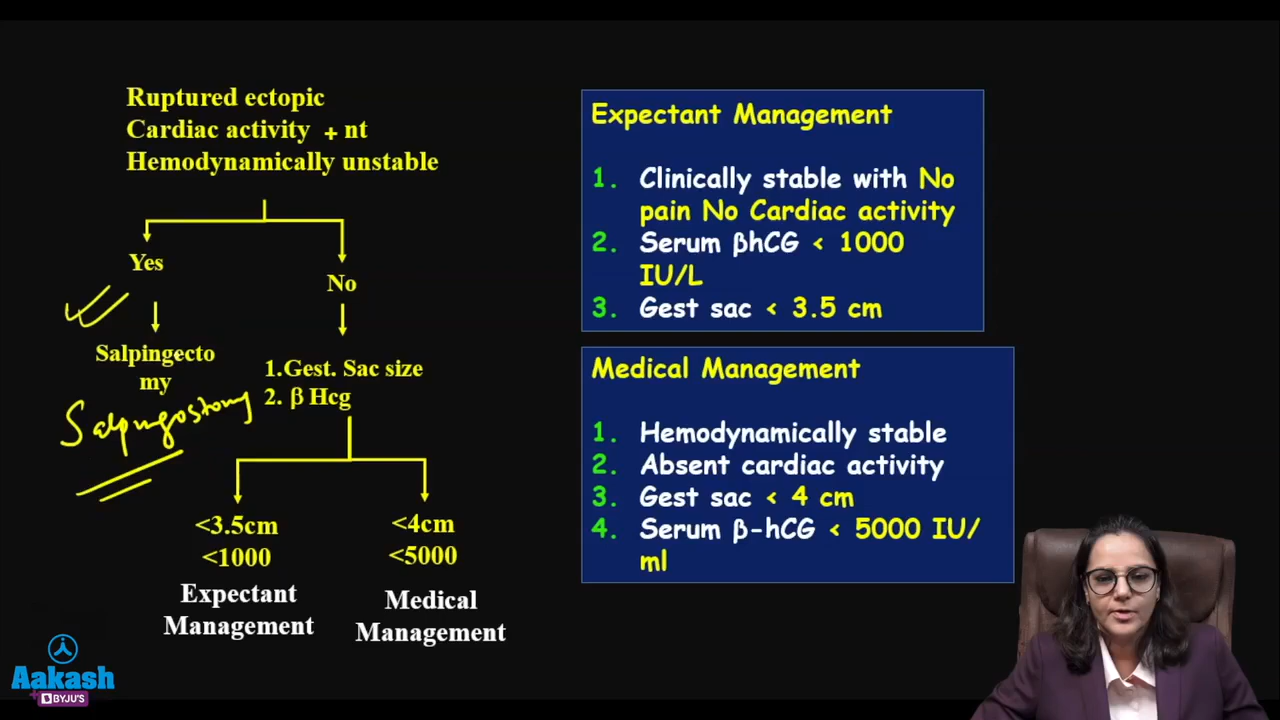 Ruptured ectopic
Cardiac activity + nt
Hemodynamically unstable
Yes
No
Salpingecto
my
Salpingostomy
1.Gest. Sac size
2. β Hcg
<3.5cm
<1000
Expectant
Management
<4cm
<5000
Medical
Management
Expectant Management
1. Clinically stable with No
pain No Cardiac activity
2. Serum βhCG < 1000
IU/L
3. Gest sac < 3.5 cm
Medical Management
1. Hemodynamically stable
2. Absent cardiac activity
3. Gest sac < 4 cm
4. Serum β-hCG < 5000 IU/
ml
Aakash
BYJU'S